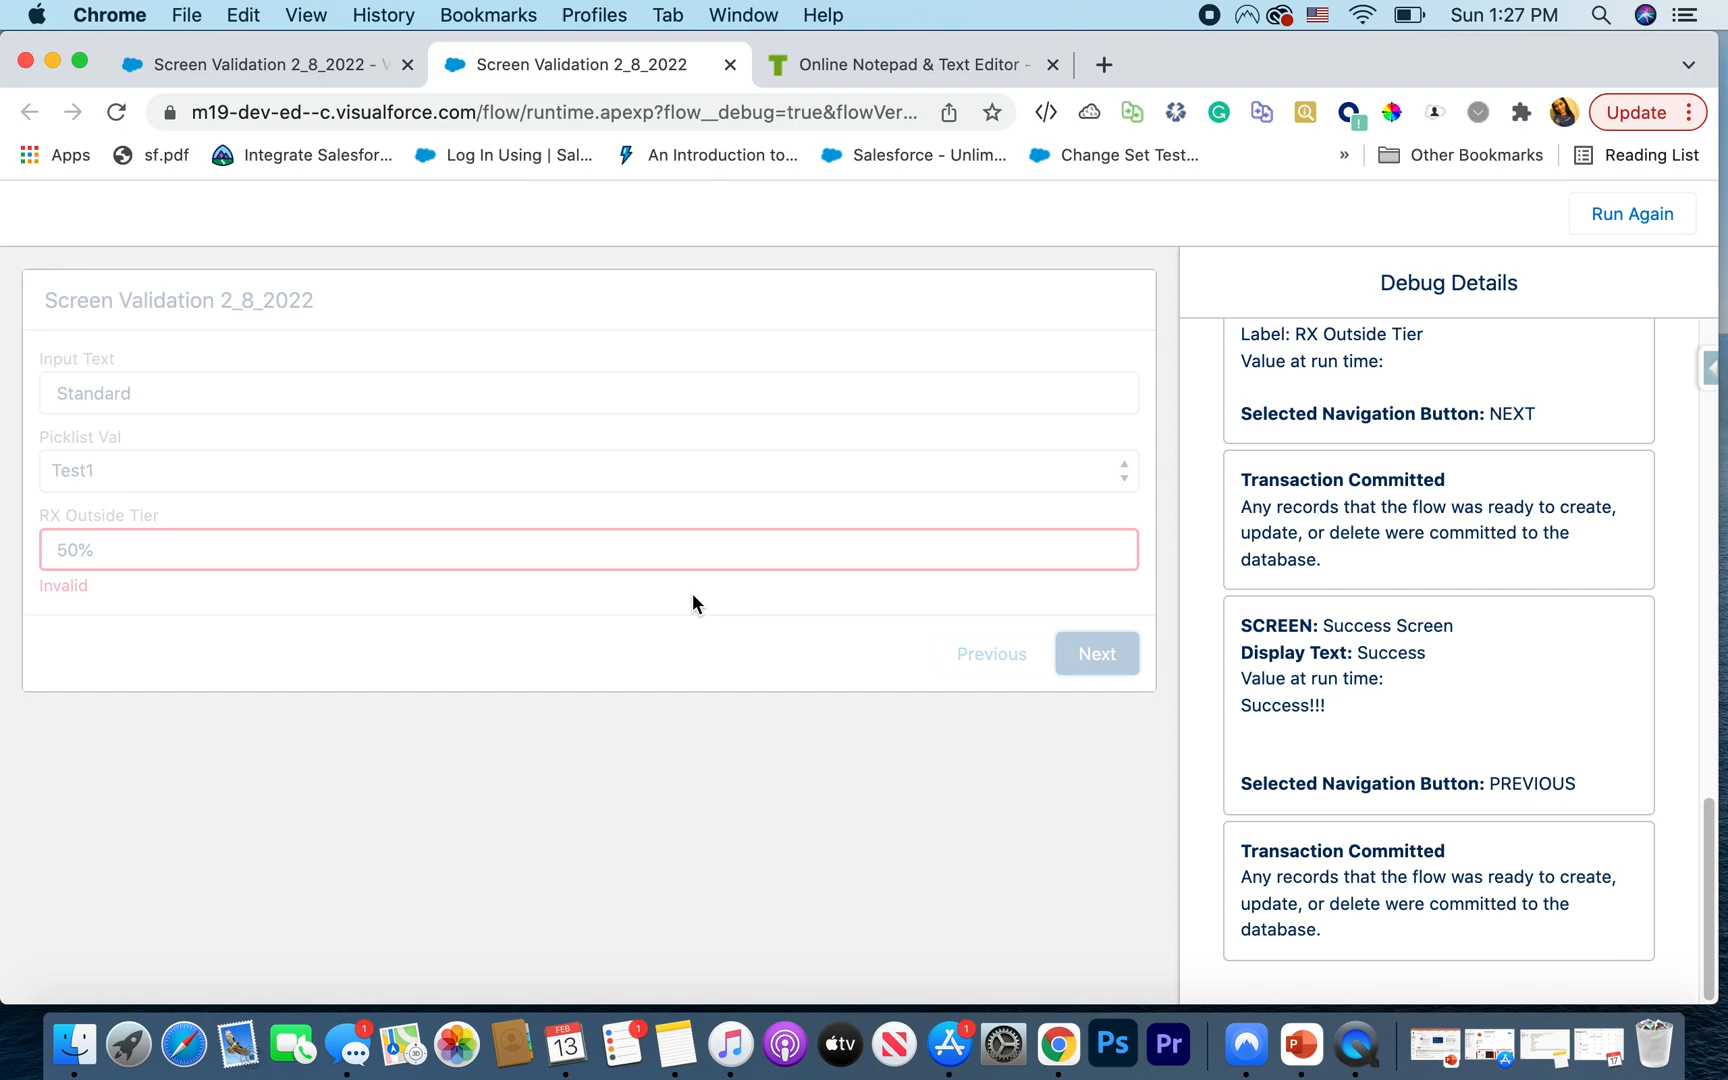 Chrome File Edit View History Bookmarks Profiles Tab Window Help Sun 1:27 PM
Screen Validation 2_8_2022 - V Screen Validation 2_8_2022 Online Notepad & Text Editor -
m19-dev-ed--c.visualforce.com/flow/runtime.apexp?flow__debug=true&flowVer... Update
Apps sf.pdf Integrate Salesfor... Log In Using | Sal... An Introduction to... Salesforce - Unlim... Change Set Test... » Other Bookmarks Reading List
Run Again
Screen Validation 2_8_2022
Input Text
Standard
Picklist Val
Test1
RX Outside Tier
50%
Invalid
Previous Next
Debug Details
Label: RX Outside Tier
Value at run time:
Selected Navigation Button: NEXT
Transaction Committed
Any records that the flow was ready to create,
update, or delete were committed to the
database.
SCREEN: Success Screen
Display Text: Success
Value at run time:
Success!!!
Selected Navigation Button: PREVIOUS
Transaction Committed
Any records that the flow was ready to create,
update, or delete were committed to the
database.
1 3D FEB 13 1 tv 1 Ps Pr P 17